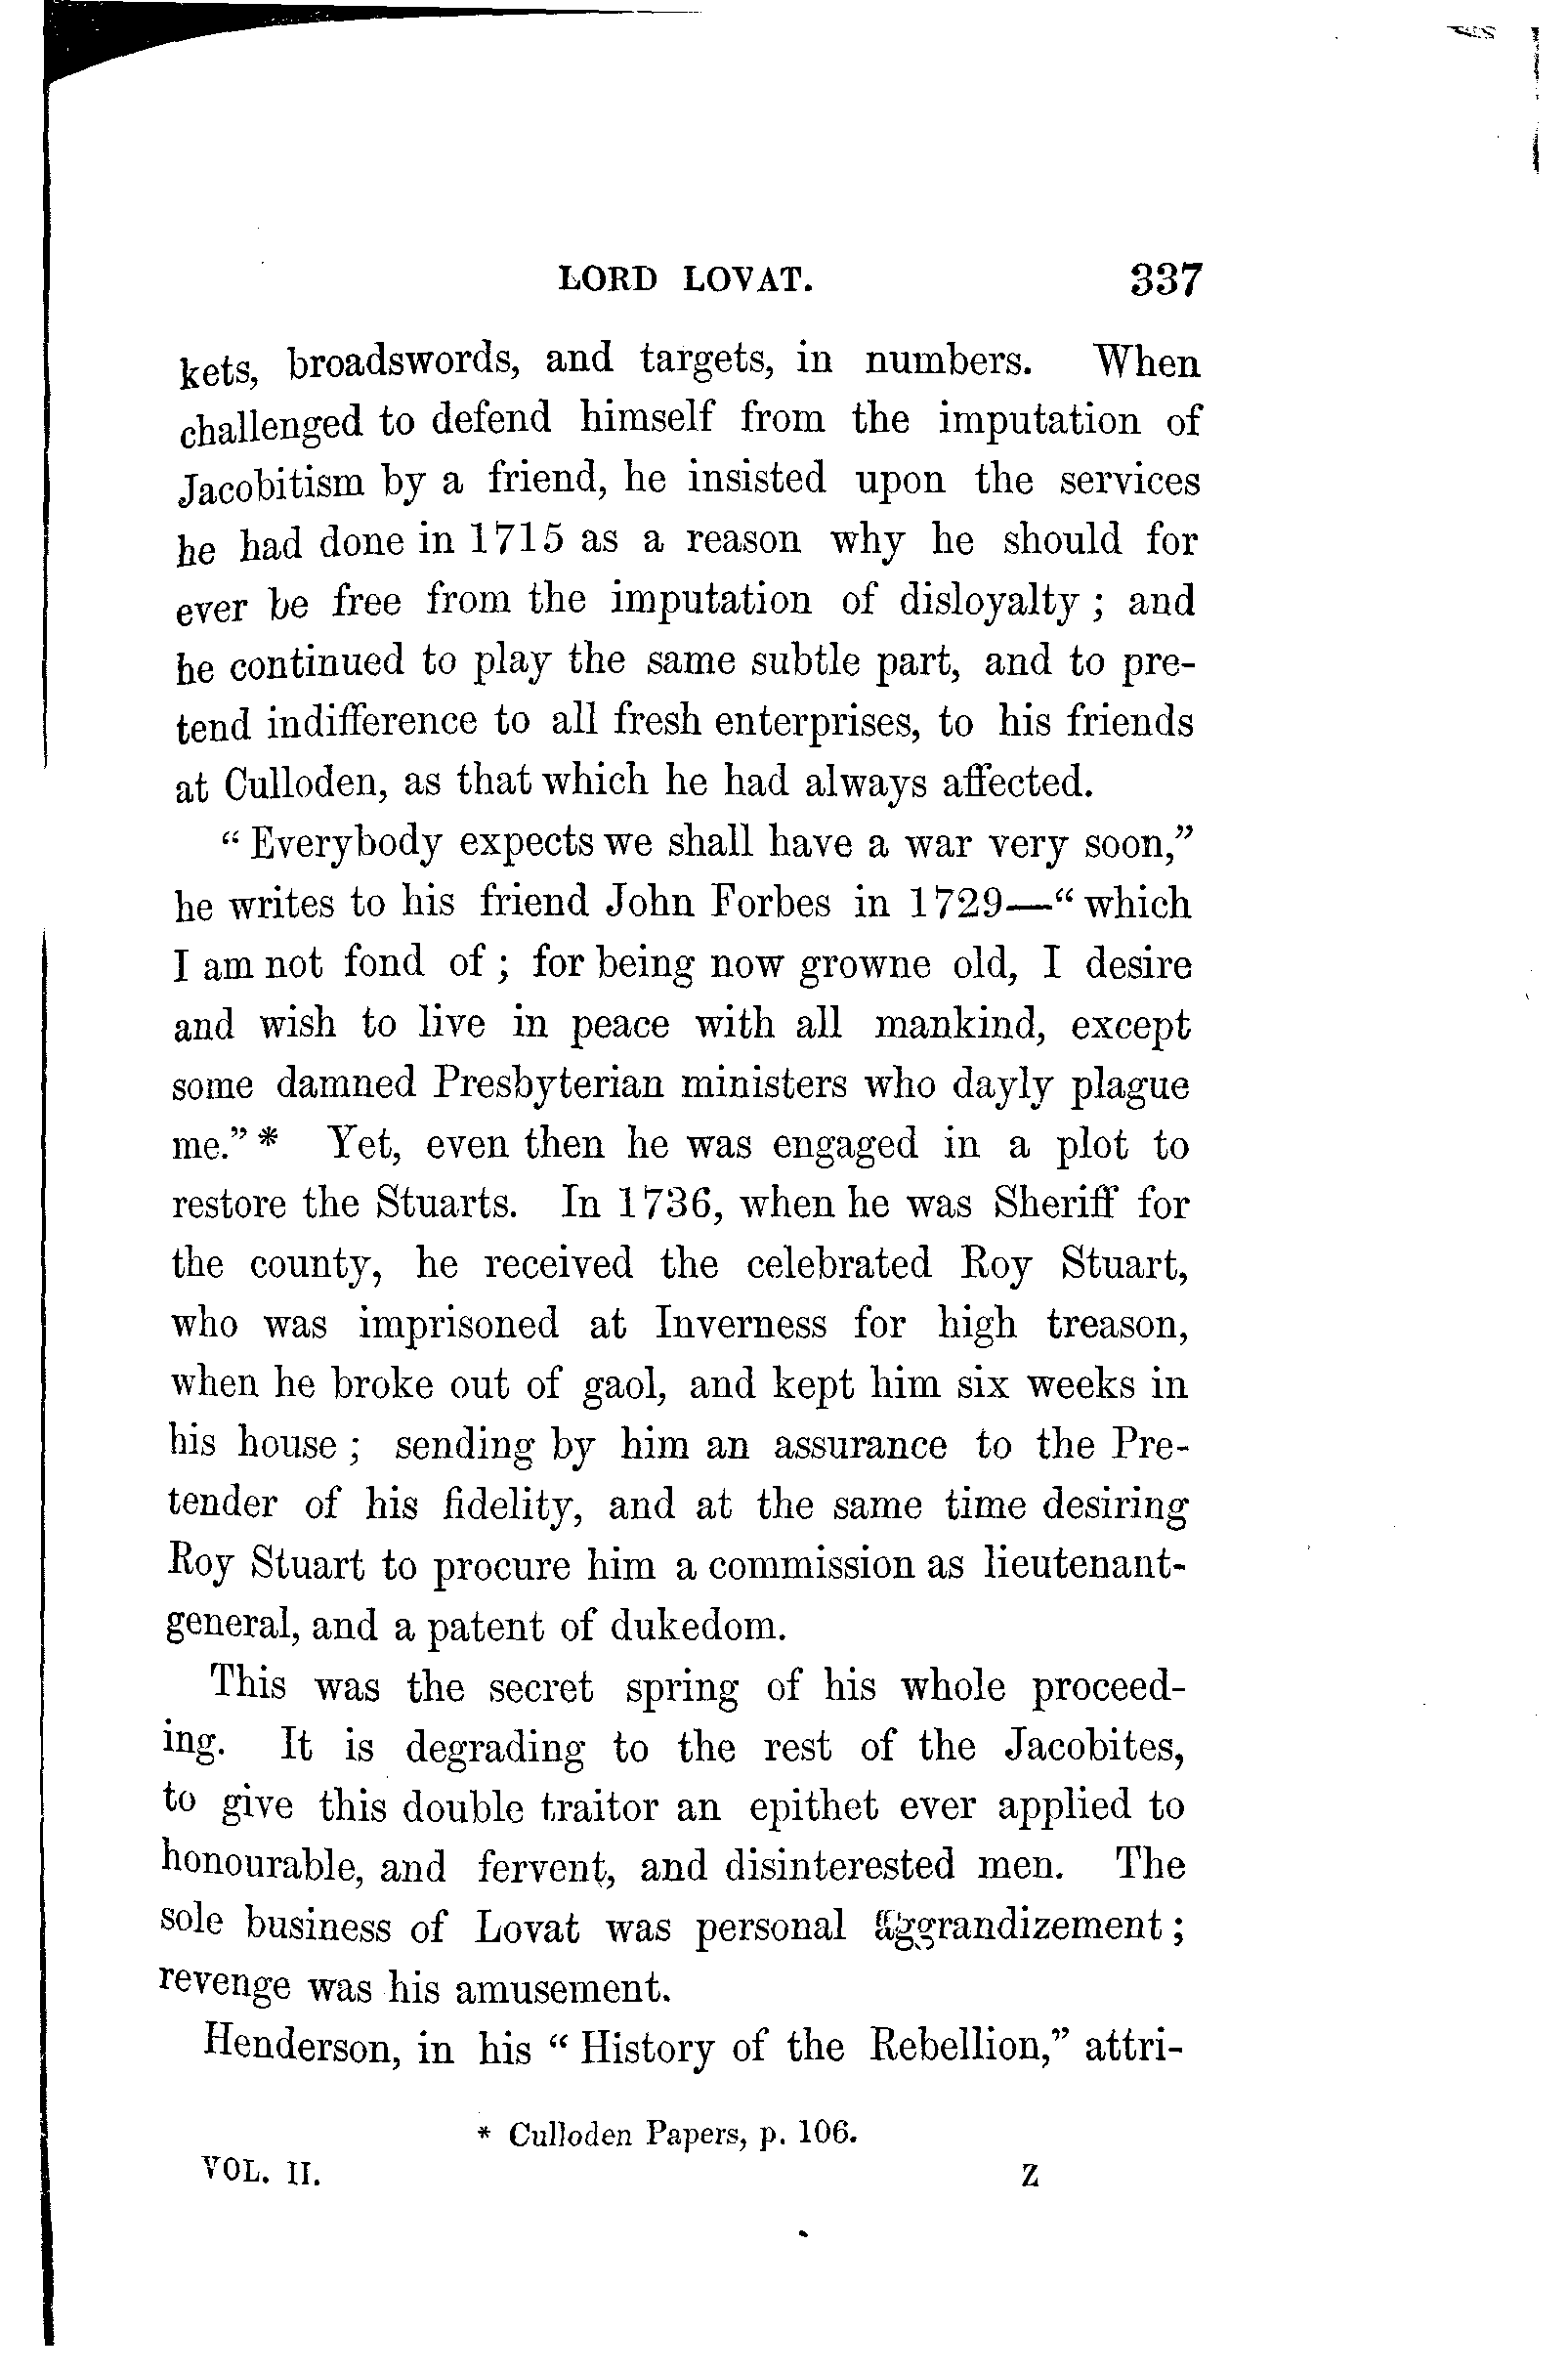 LORD LOVAT. 337
kets, broadswords, and targets, in numbers. When
challenged to defend himself from the imputation of
Jacobitism by a friend, he insisted upon the services
he had done in 1715 as a reason why he should for
ever be free from the imputation of disloyalty; and
he continued to play the same subtle part, and to pre-
tend indifference to all fresh enterprises, to his friends
at Culloden, as that which he had always affected.
"Everybody expects we shall have a war very soon,"
he writes to his friend John Forbes in 1729—"which
I am not fond of; for being now growne old, I desire
and wish to live in peace with all mankind, except
some damned Presbyterian ministers who dayly plague
me."* Yet, even then he was engaged in a plot to
restore the Stuarts. In 1736, when he was Sheriff for
the county, he received the celebrated Roy Stuart,
who was imprisoned at Inverness for high treason,
when he broke out of gaol, and kept him six weeks in
his house; sending by him an assurance to the Pre-
tender of his fidelity, and at the same time desiring
Roy Stuart to procure him a commission as lieutenant-
general, and a patent of dukedom.
This was the secret spring of his whole proceed-
ing. It is degrading to the rest of the Jacobites,
to give this double traitor an epithet ever applied to
honourable, and fervent, and disinterested men. The
sole business of Lovat was personal aggrandizement;
revenge was his amusement.
Henderson, in his "History of the Rebellion," attri-
* Culloden Papers, p. 106.
VOL. II. Z